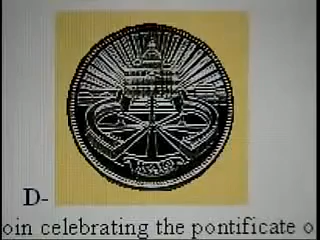 D-
oin celebrating the pontificate o